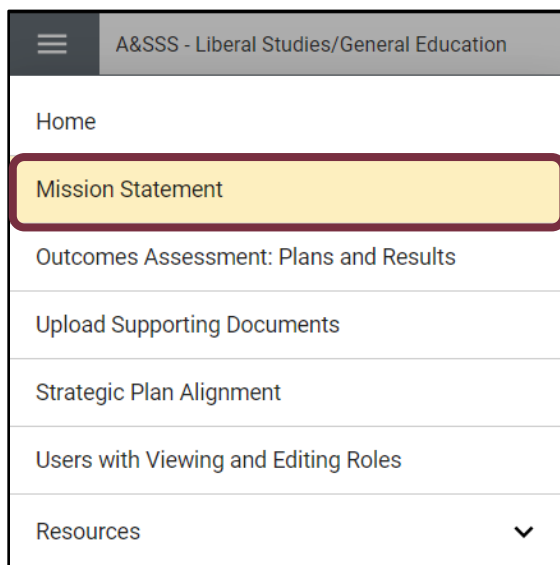 A&SSS - Liberal Studies/General Education
Home
Mission Statement
Outcomes Assessment: Plans and Results
Upload Supporting Documents
Strategic Plan Alignment
Users with Viewing and Editing Roles
Resources